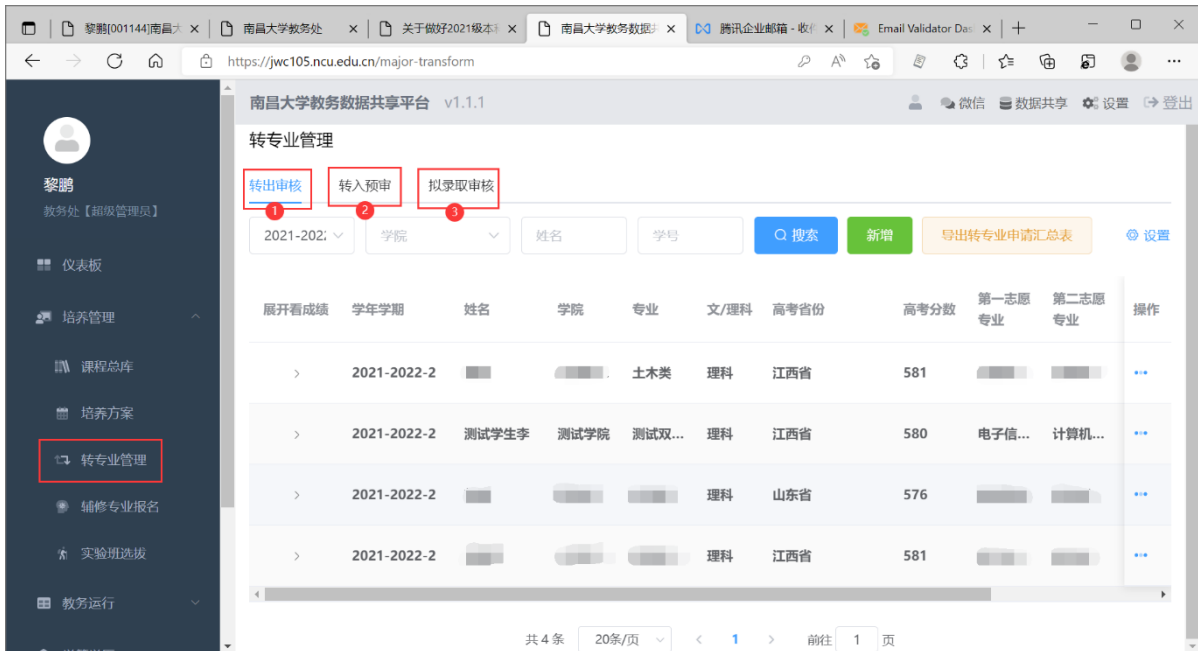 黎鹏[001144]南昌大
南昌大学教务处
关于做好2021级本科
南昌大学教务数据共
腾讯企业邮箱 - 收件
Email Validator Das
https://jwc105.ncu.edu.cn/major-transform
南昌大学教务数据共享平台 v1.1.1
微信 数据共享 设置 登出
黎鹏
教务处【超级管理员】
仪表板
培养管理
课程总库
培养方案
转专业管理
辅修专业报名
实验班选拔
教务运行
转专业管理
转出审核 转入预审 拟录取审核
1 2 3
2021-202 学院 姓名 学号 搜索 新增 导出转专业申请汇总表 设置
展开看成绩 学年学期 姓名 学院 专业 文/理科 高考省份 高考分数 第一志愿专业 第二志愿专业 操作
2021-2022-2 土木类 理科 江西省 581
2021-2022-2 测试学生李 测试学院 测试双... 理科 江西省 580 电子信... 计算机...
2021-2022-2 理科 山东省 576
2021-2022-2 理科 江西省 581
共 4 条 20条/页 1 前往 1 页